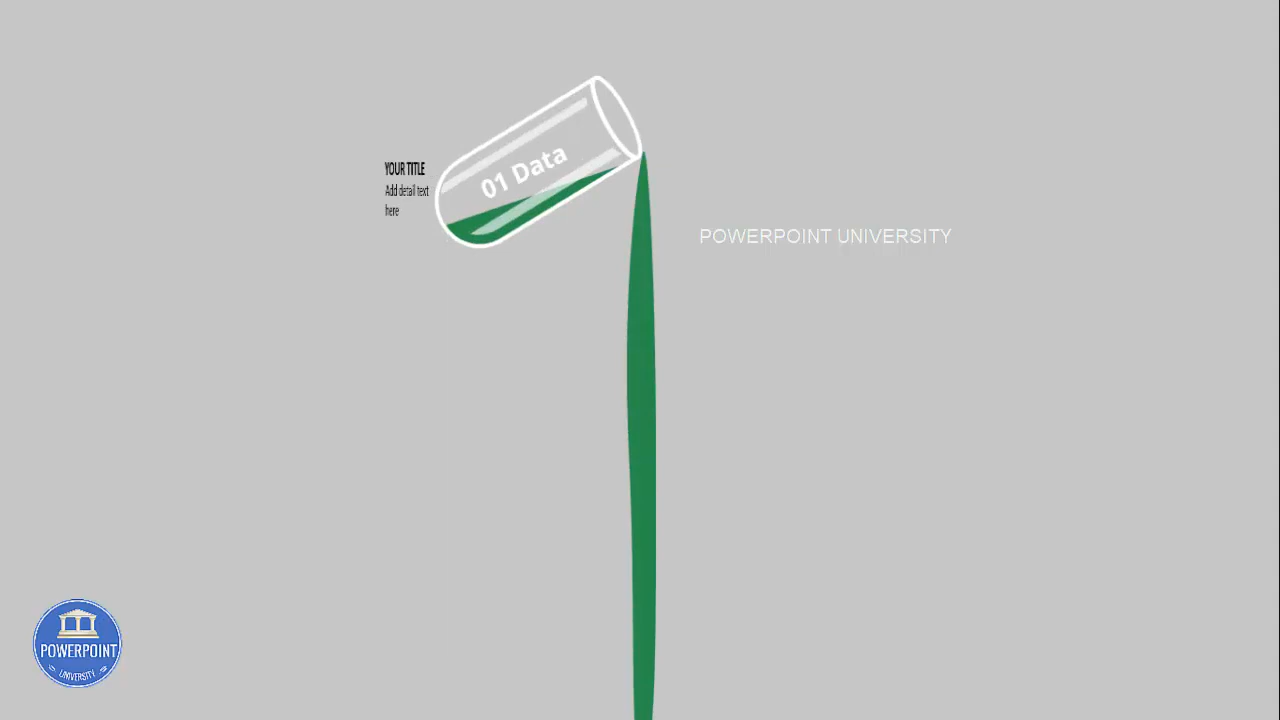 YOUR TITLE
Add detail text
here
01 Data
POWERPOINT UNIVERSITY
POWERPOINT
UNIVERSITY